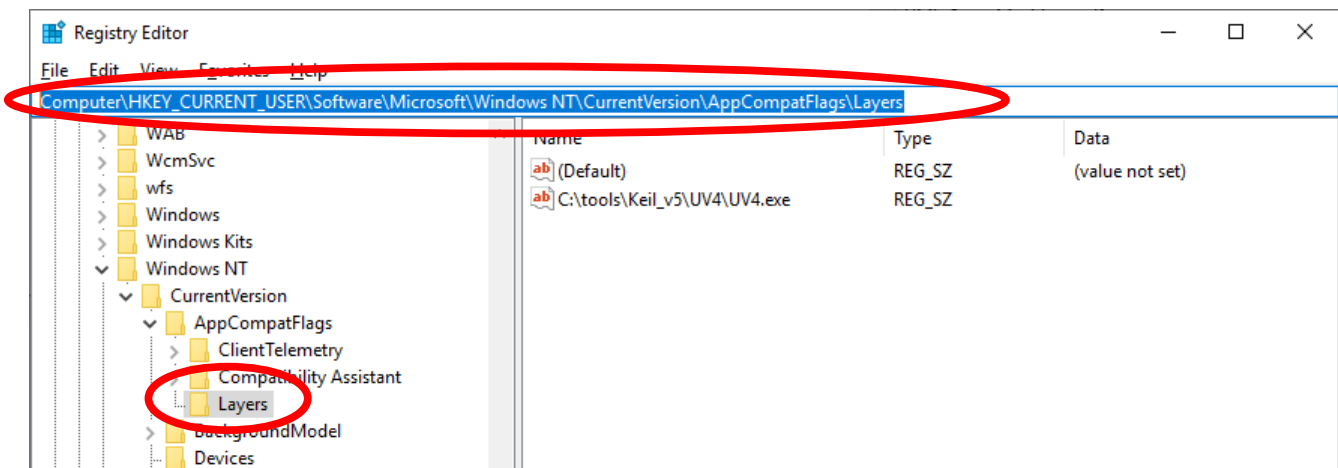 Registry Editor
File Edit View Favorites Help
Computer\HKEY_CURRENT_USER\Software\Microsoft\Windows NT\CurrentVersion\AppCompatFlags\Layers
WAB
WcmSvc
wfs
Windows
Windows Kits
Windows NT
CurrentVersion
AppCompatFlags
ClientTelemetry
Compatibility Assistant
Layers
BackgroundModel
Devices
Name Type Data
ab (Default) REG_SZ (value not set)
ab C:\tools\Keil_v5\UV4\UV4.exe REG_SZ